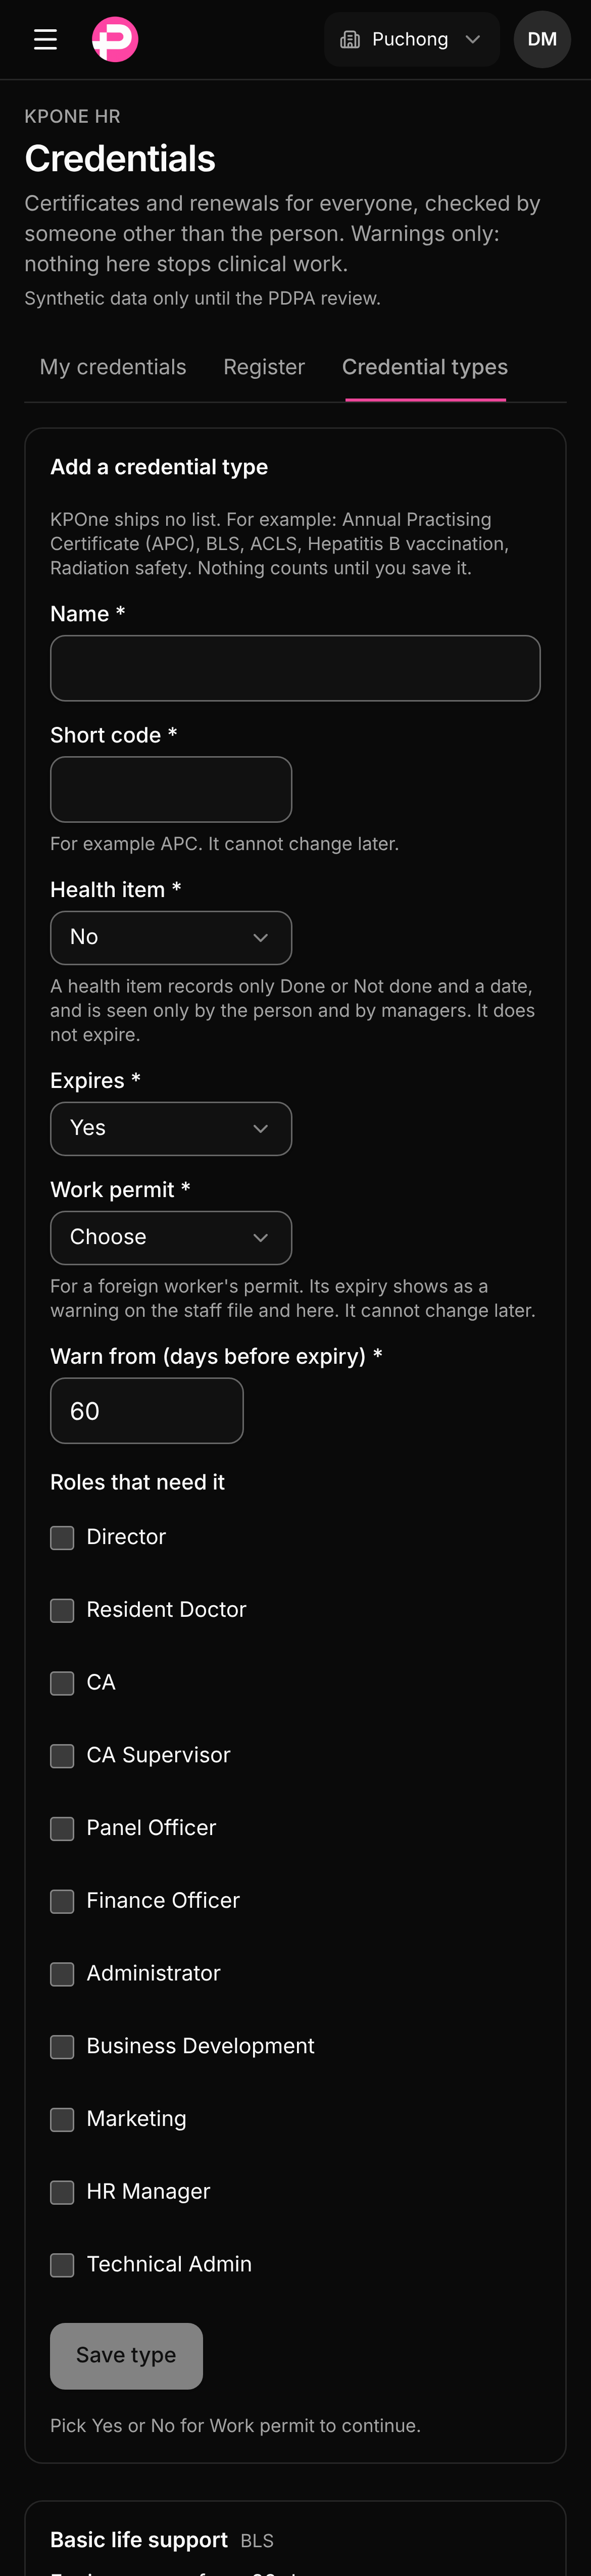 Puchong
DM
KPONE HR
Credentials
Certificates and renewals for everyone, checked by
someone other than the person. Warnings only:
nothing here stops clinical work.
Synthetic data only until the PDPA review.
My credentials Register Credential types
Add a credential type
KPOne ships no list. For example: Annual Practising
Certificate (APC), BLS, ACLS, Hepatitis B vaccination,
Radiation safety. Nothing counts until you save it.
Name *
Short code *
For example APC. It cannot change later.
Health item *
No
A health item records only Done or Not done and a date,
and is seen only by the person and by managers. It does
not expire.
Expires *
Yes
Work permit *
Choose
For a foreign worker's permit. Its expiry shows as a
warning on the staff file and here. It cannot change later.
Warn from (days before expiry) *
60
Roles that need it
Director
Resident Doctor
CA
CA Supervisor
Panel Officer
Finance Officer
Administrator
Business Development
Marketing
HR Manager
Technical Admin
Save type
Pick Yes or No for Work permit to continue.
Basic life support BLS